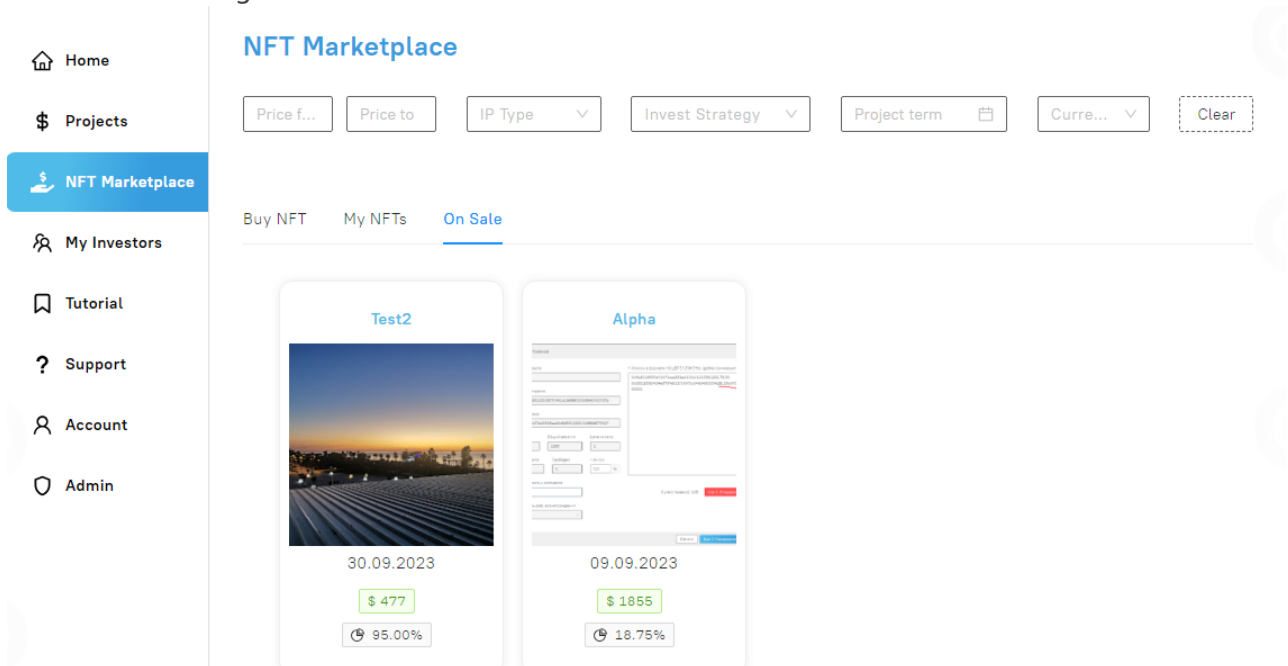 NFT Marketplace
Home
Projects
NFT Marketplace
My Investors
Tutorial
Support
Account
Admin
Price f...
Price to
IP Type
Invest Strategy
Project term
Curre...
Clear
Buy NFT
My NFTs
On Sale
Test2
30.09.2023
$ 477
95.00%
Alpha
09.09.2023
$ 1855
18.75%